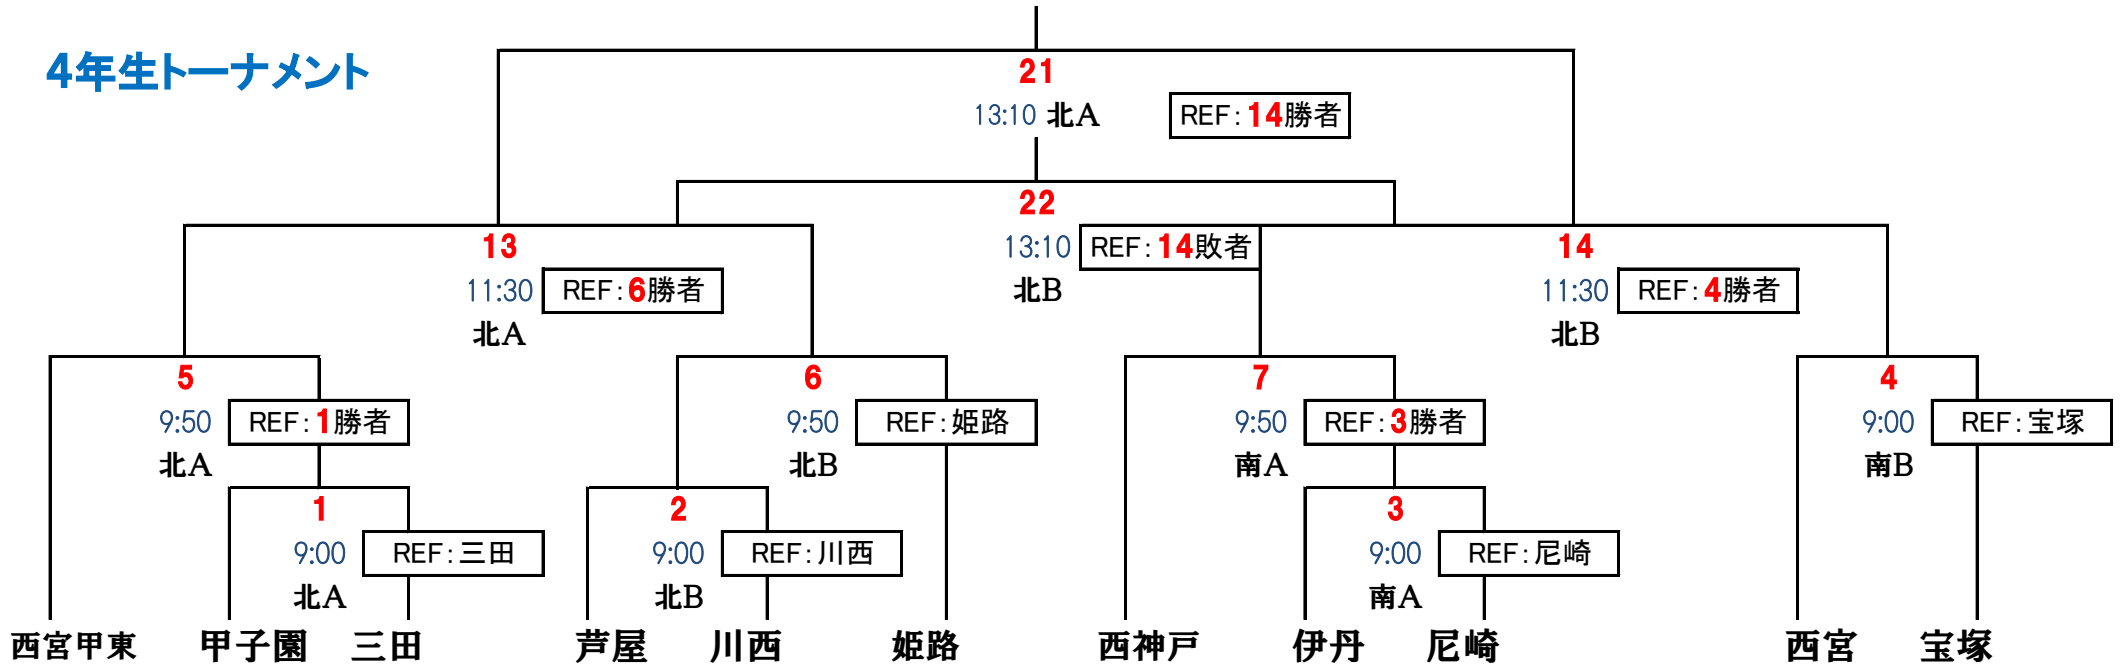 4年生トーナメント
21
13:10 北A REF:14勝者
22
13:10 REF:14敗者
北B
13
11:30 REF:6勝者
北A
14
11:30 REF:4勝者
北B
5
9:50 REF:1勝者
北A
6
9:50 REF:姫路
北B
7
9:50 REF:3勝者
南A
4
9:00 REF:宝塚
南B
1
9:00 REF:三田
北A
2
9:00 REF:川西
北B
3
9:00 REF:尼崎
南A
西宮甲東 甲子園 三田 芦屋 川西 姫路 西神戸 伊丹 尼崎 西宮 宝塚